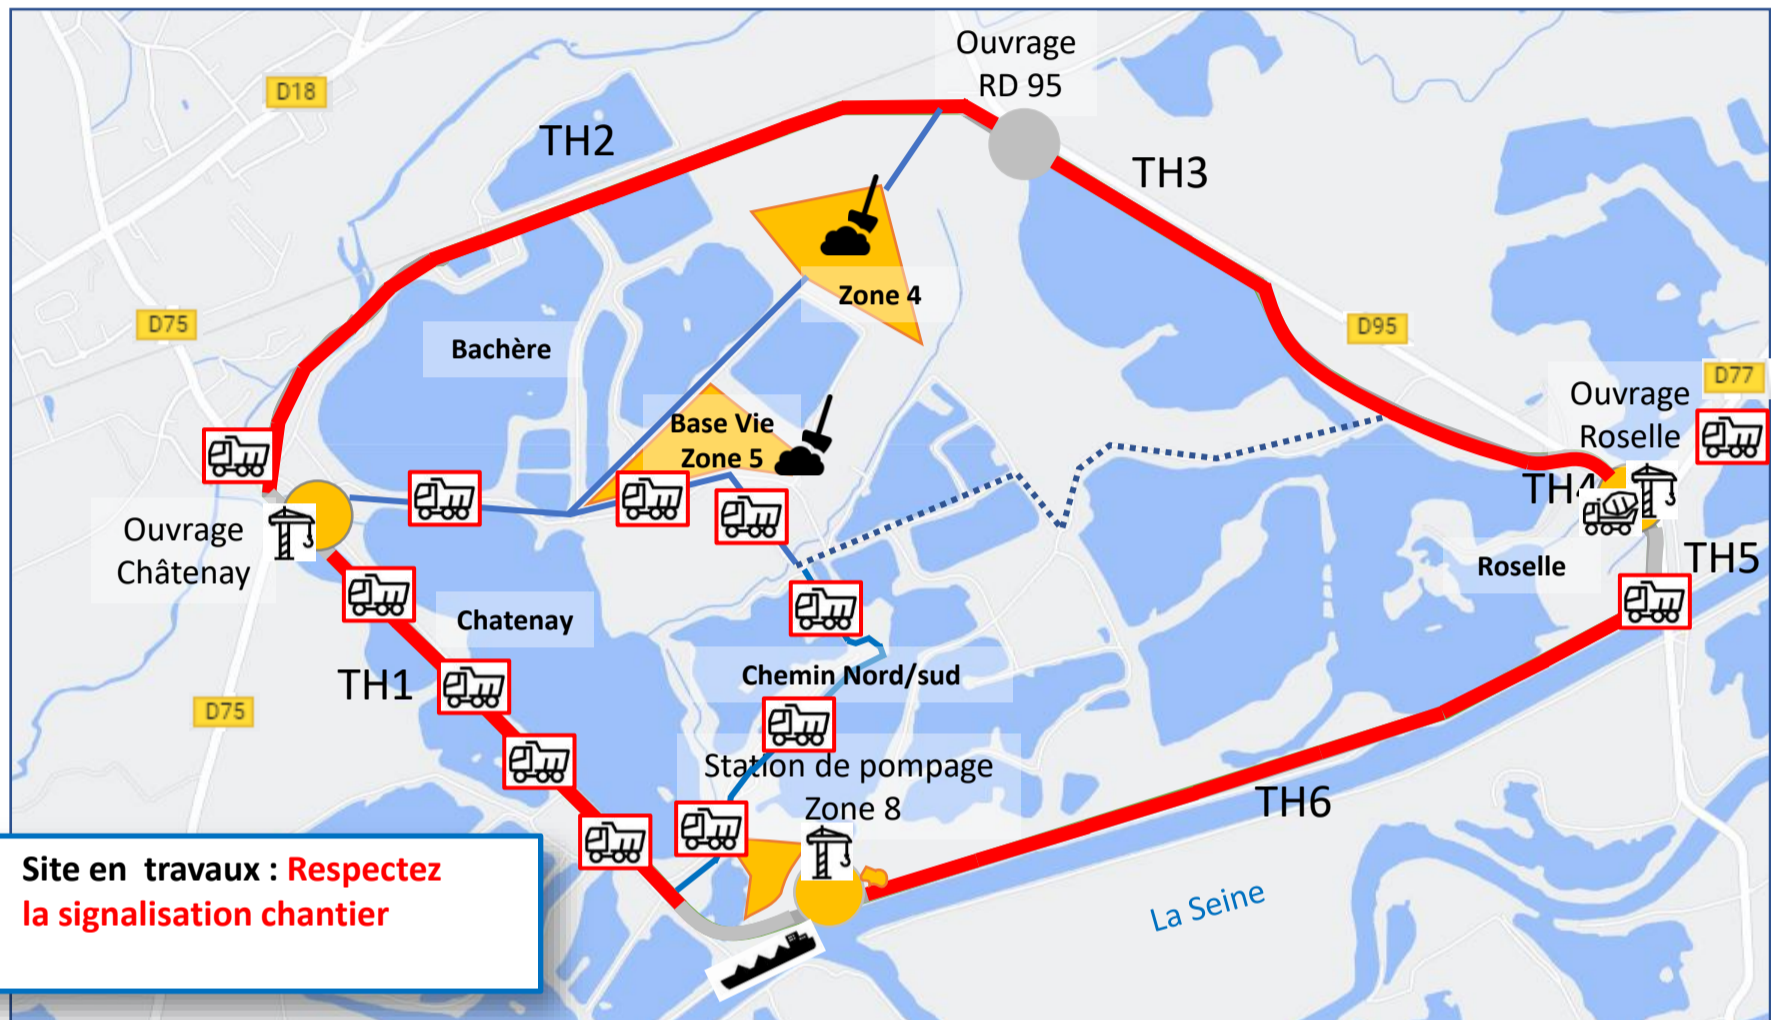 Ouvrage
RD 95
D18
TH2
TH3
Zone 4
D75
D95
Bachère
D77
Ouvrage
Roselle
Base Vie
Zone 5
TH4
Ouvrage
Châtenay
TH5
Roselle
Chatenay
Chemin Nord/sud
TH1
D75
Station de pompage
Zone 8
TH6
Site en travaux : Respectez
la signalisation chantier
La Seine